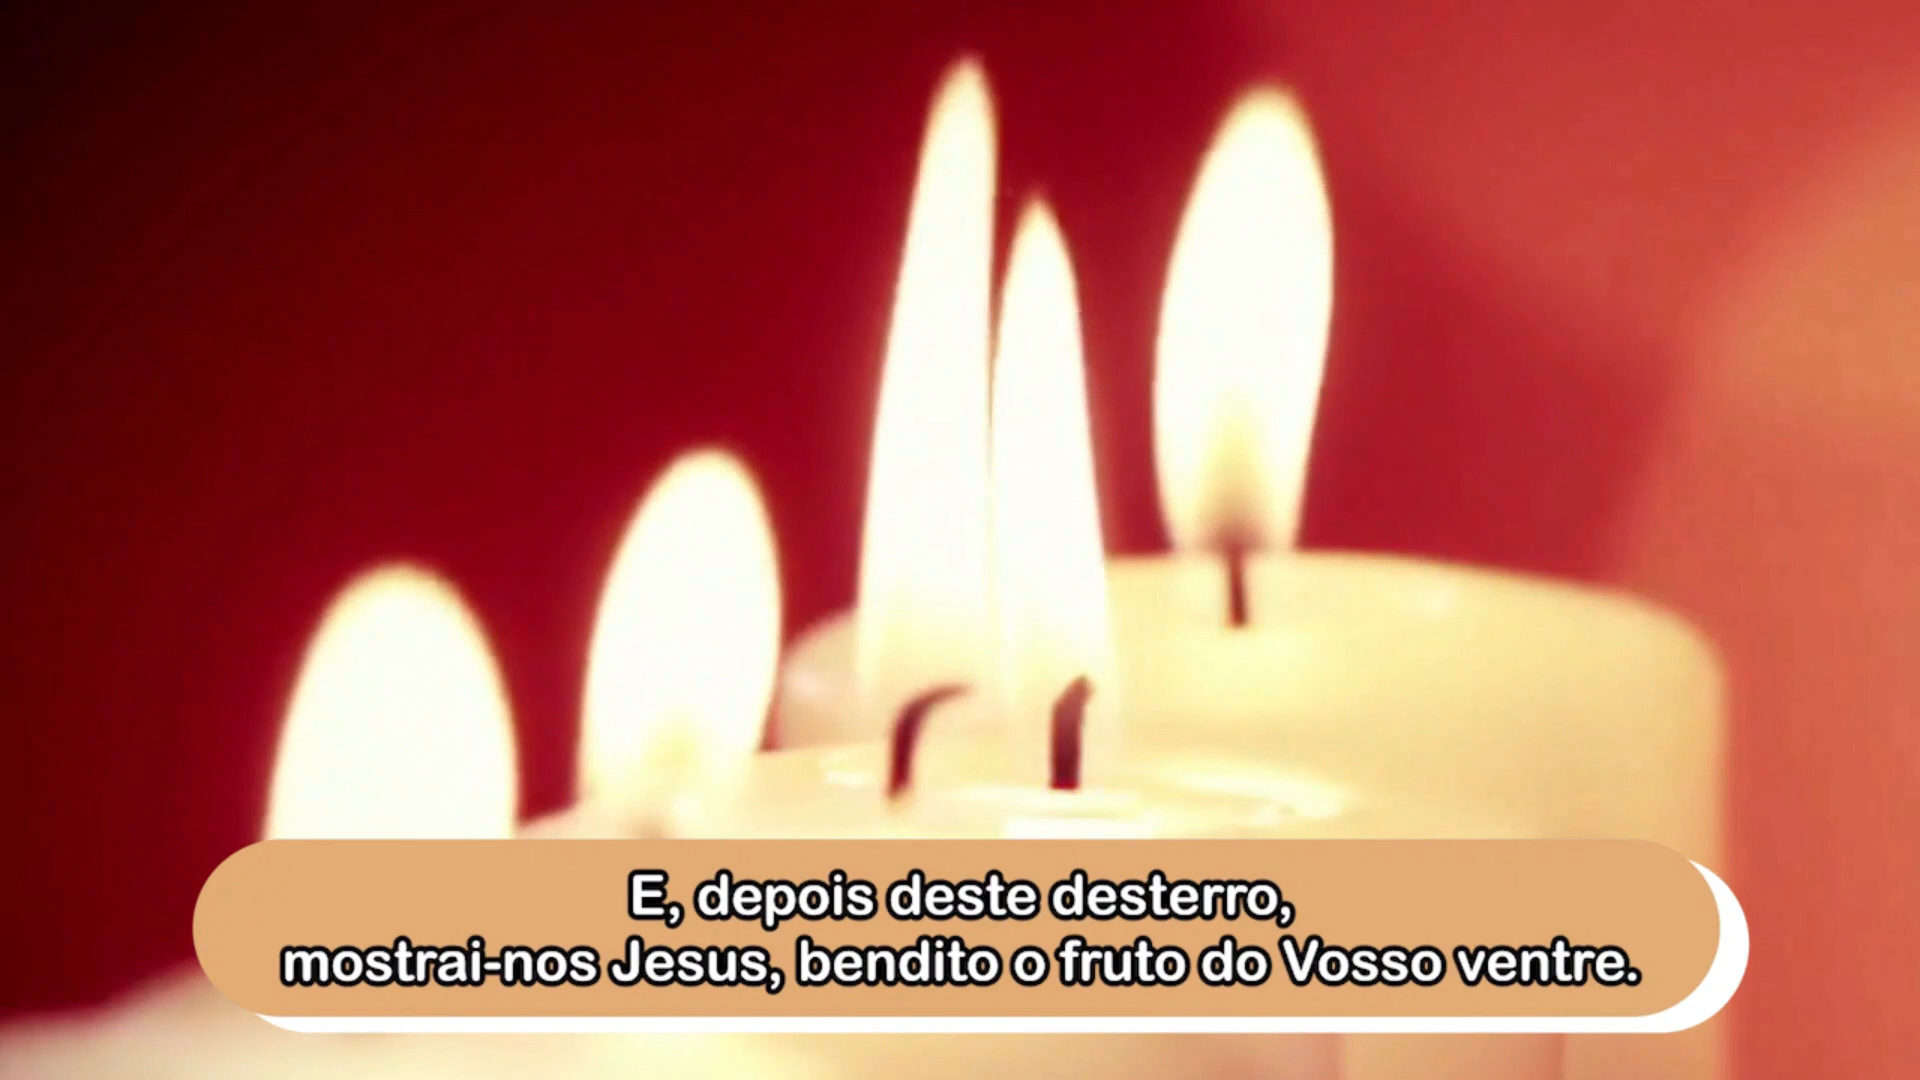 E, depois deste desterro,
mostrai-nos Jesus, bendito o fruto do Vosso ventre.